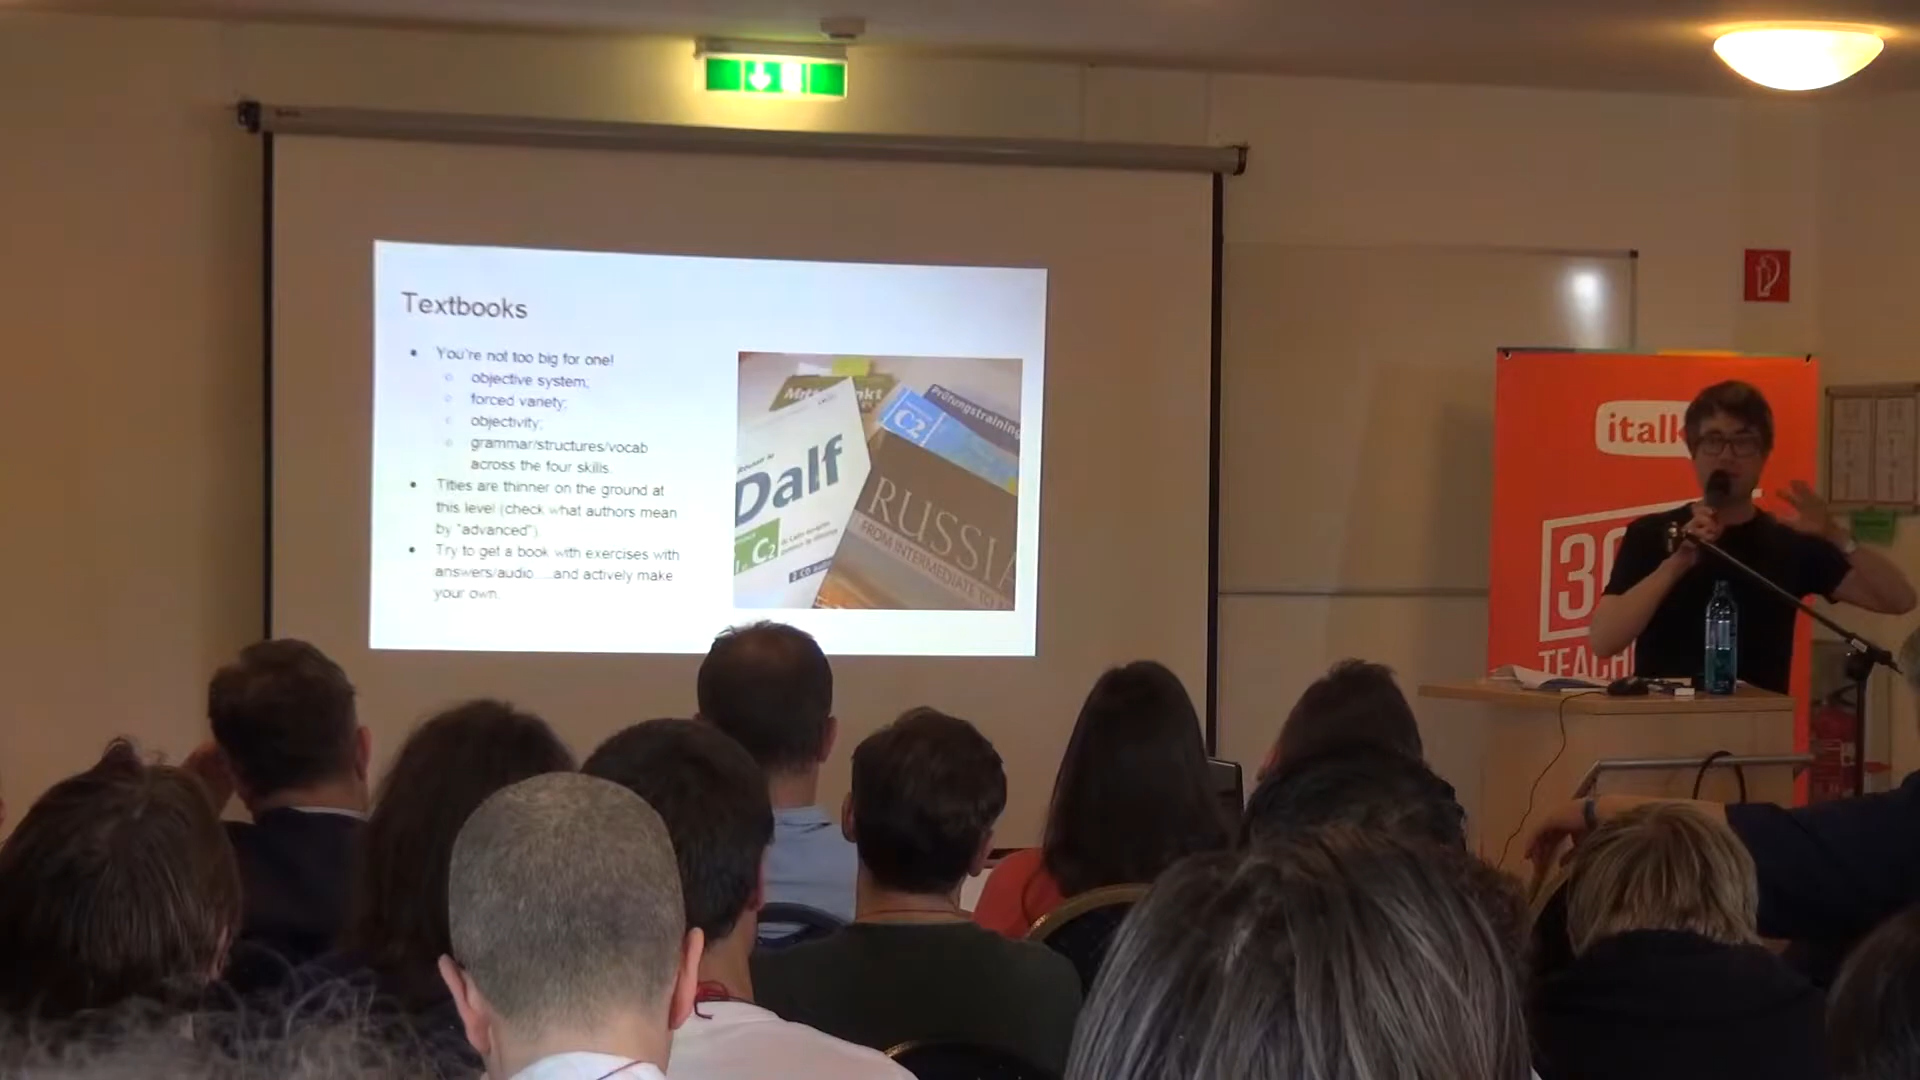 Textbooks
You're not too big for one!
objective system;
forced variety;
objectivity;
grammar/structures/vocab
across the four skills.
Titles are thinner on the ground at
this level (check what authors mean
by "advanced")
Try to get a book with exercises with
answers/audio....and actively make
your own.
Dalf
C2
C2
Prüfungstraining
RUSSIA
FROM INTERMEDIATE TO
italk
30
TEACH